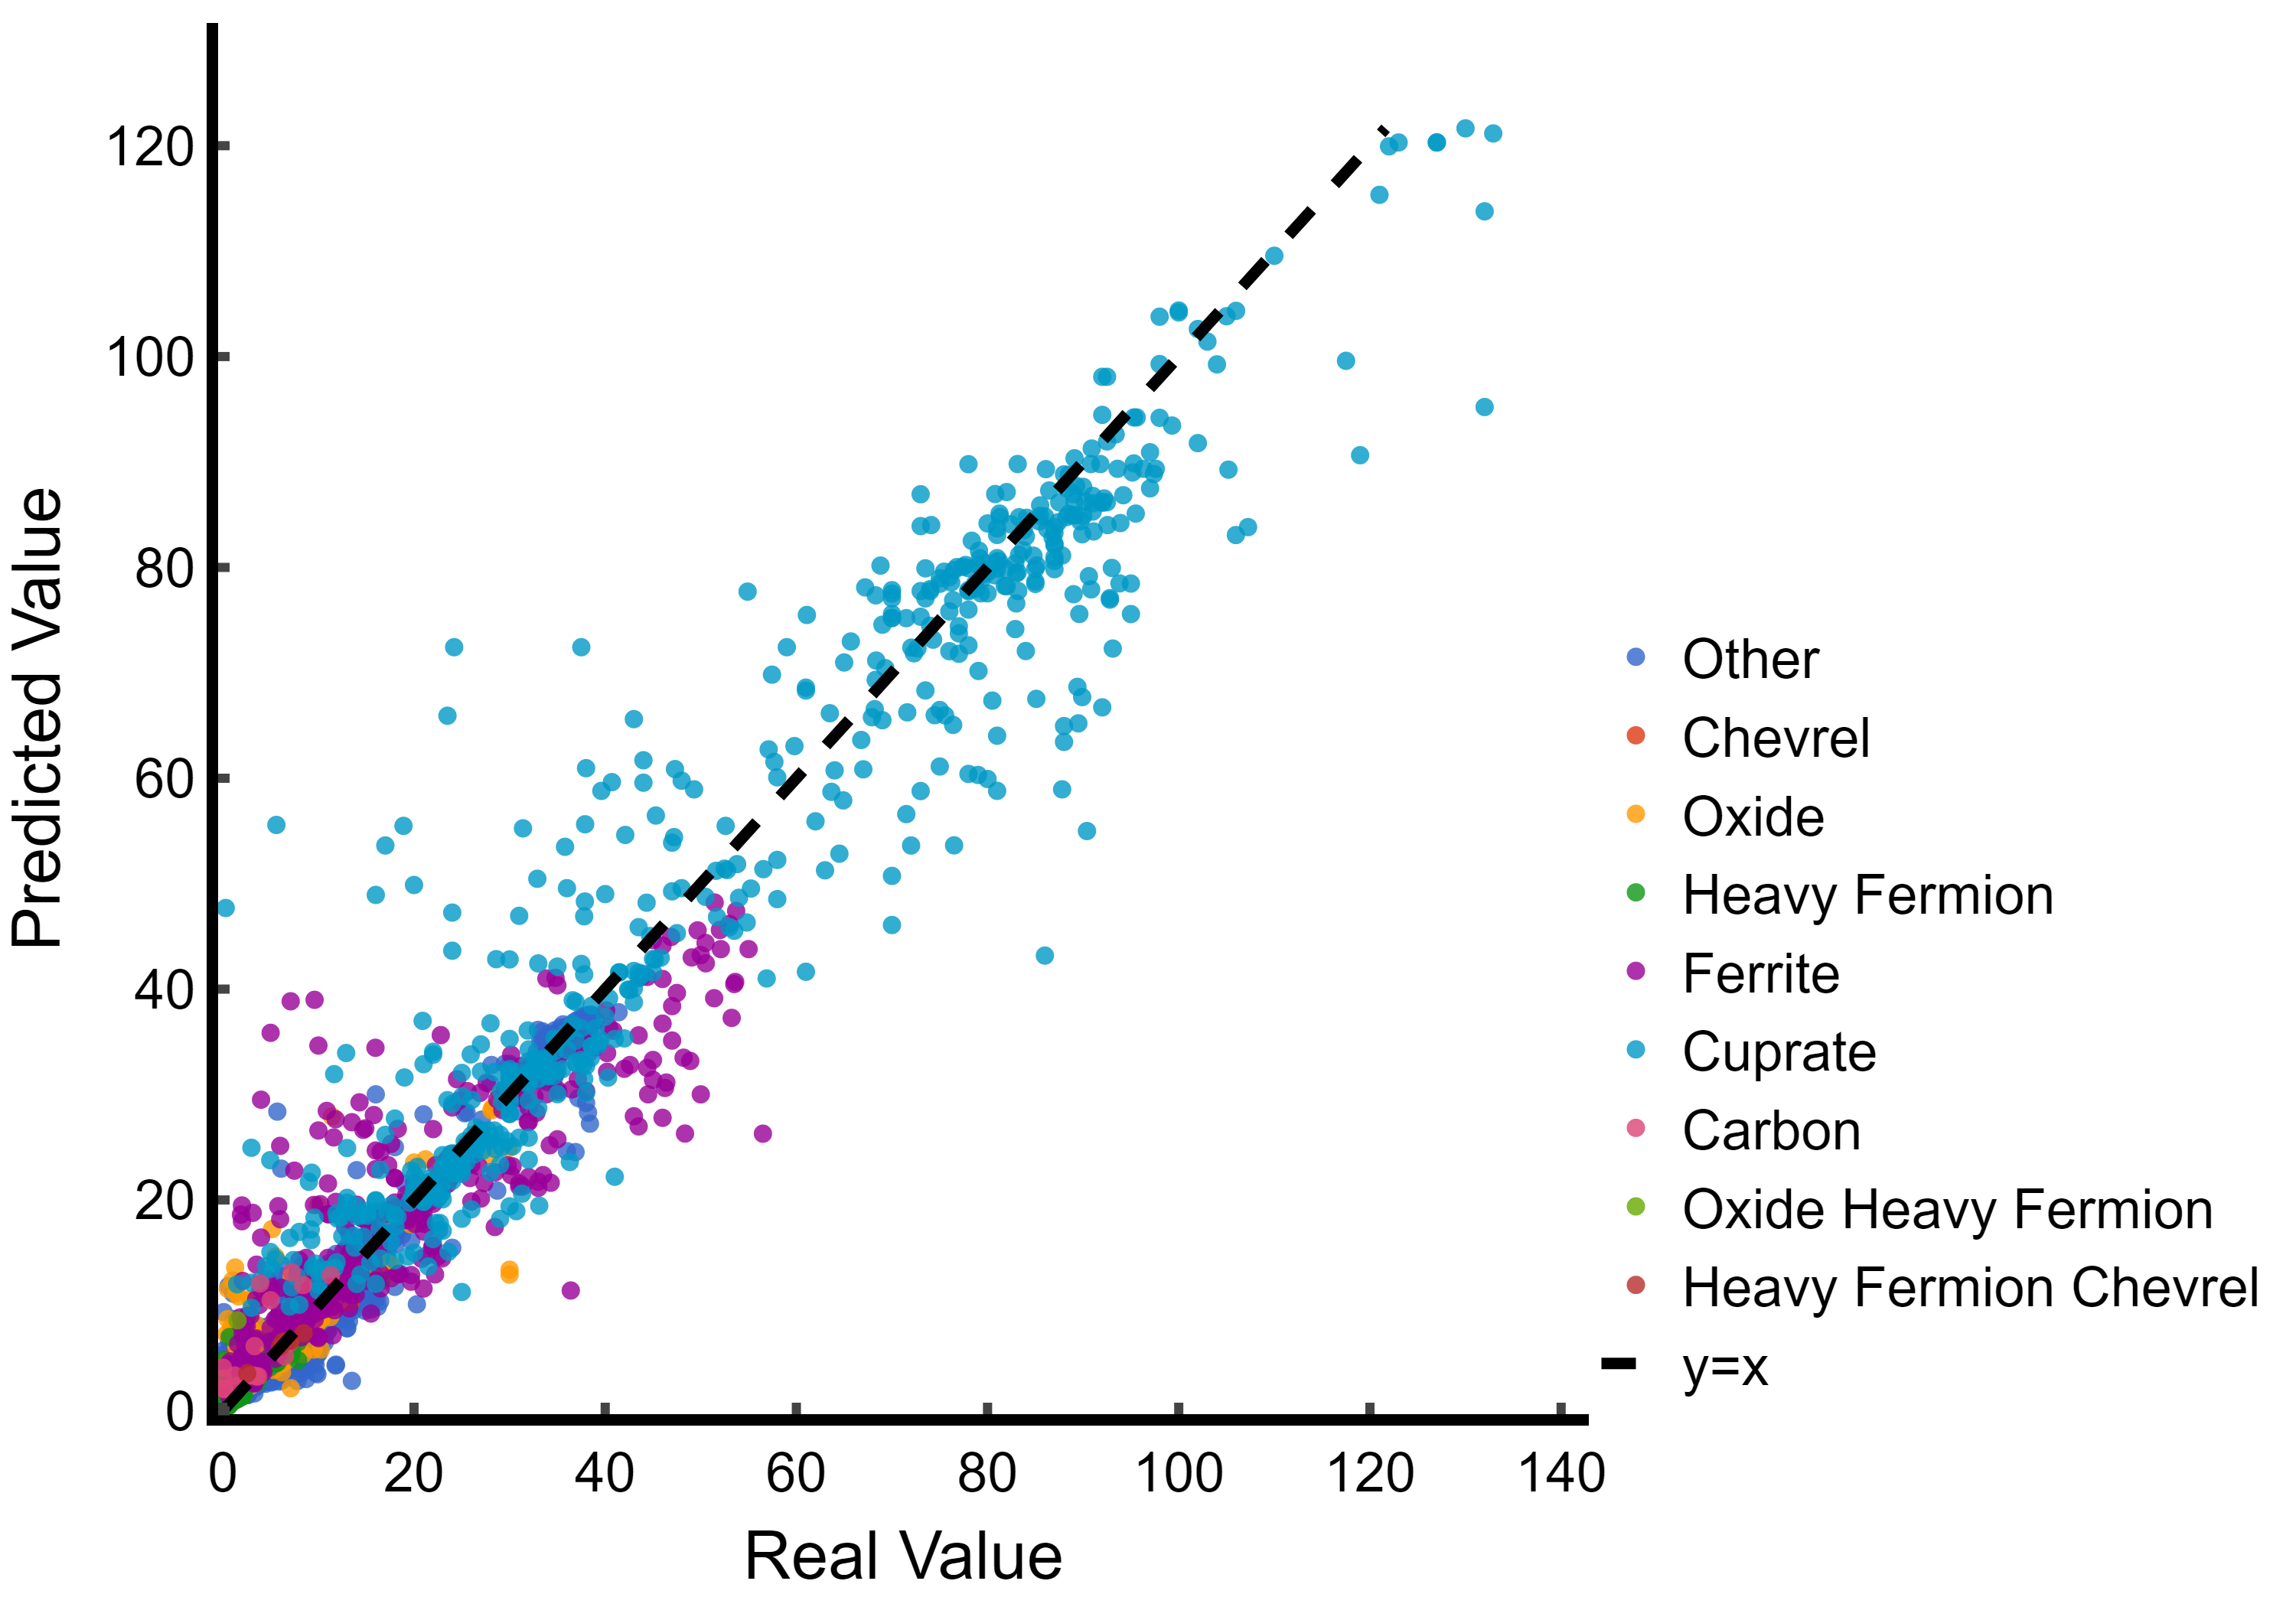 Predicted Value
120
100
80
60
40
20
0
0 20 40 60 80 100 120 140
Real Value
Other
Chevrel
Oxide
Heavy Fermion
Ferrite
Cuprate
Carbon
Oxide Heavy Fermion
Heavy Fermion Chevrel
y=x